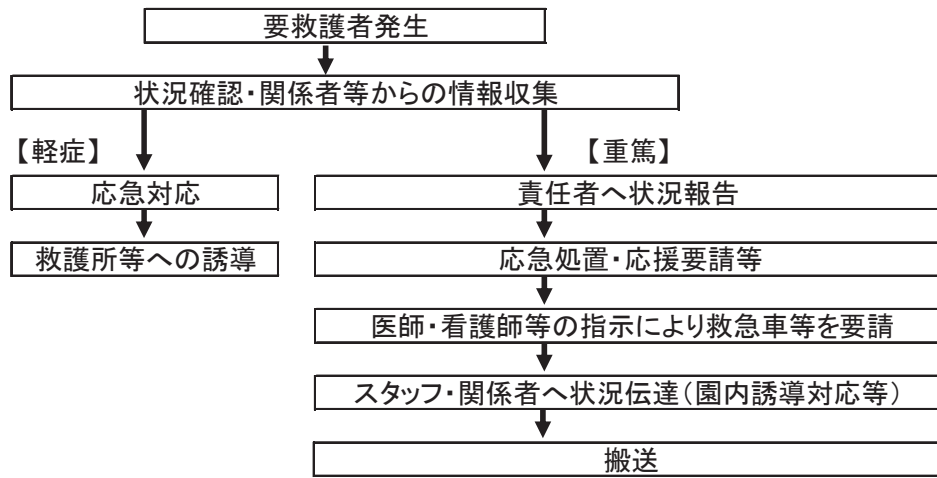 要救護者発生
状況確認・関係者等からの情報収集
【軽症】
【重篤】
応急対応
責任者へ状況報告
救護所等への誘導
応急処置・応援要請等
医師・看護師等の指示により救急車等を要請
スタッフ・関係者へ状況伝達(園内誘導対応等)
搬送